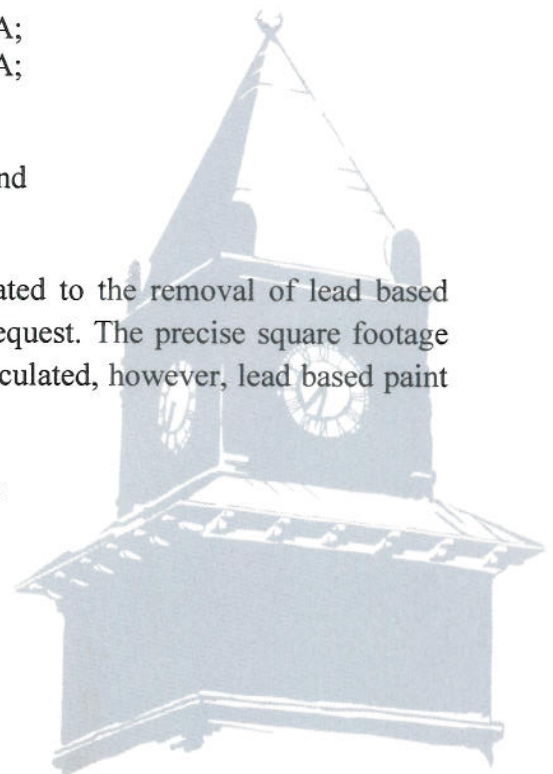 A;
A;
nd
ated to the removal of lead based
equest. The precise square footage
culated, however, lead based paint